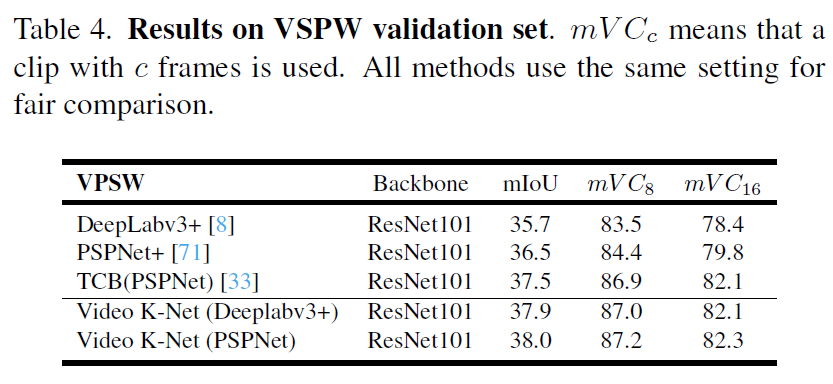 Table 4. Results on VSPW validation set. mVC_c means that a
clip with c frames is used. All methods use the same setting for
fair comparison.
VPSW Backbone mIoU mVC_8 mVC_16
DeepLabv3+ [8] ResNet101 35.7 83.5 78.4
PSPNet+ [71] ResNet101 36.5 84.4 79.8
TCB(PSPNet) [33] ResNet101 37.5 86.9 82.1
Video K-Net (Deeplabv3+) ResNet101 37.9 87.0 82.1
Video K-Net (PSPNet) ResNet101 38.0 87.2 82.3